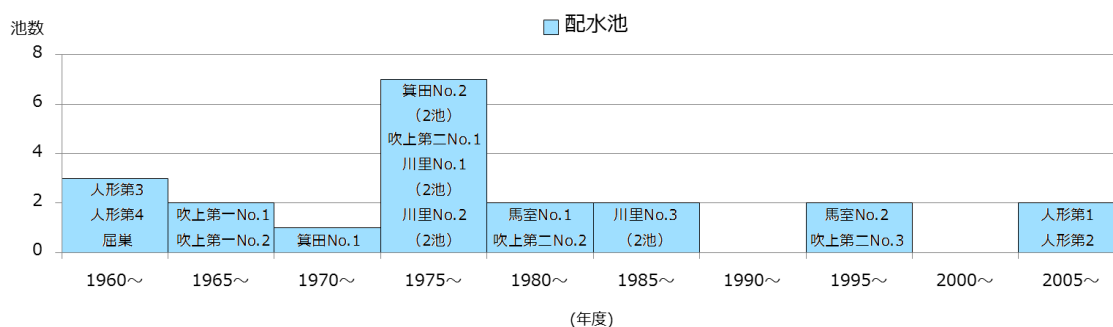 池数
配水池
8
6
4
2
0
人形第3
人形第4
屈巣
吹上第一No.1
吹上第一No.2
箕田No.1
箕田No.2
（2池）
吹上第二No.1
川里No.1
（2池）
川里No.2
（2池）
馬室No.1
吹上第二No.2
川里No.3
（2池）
馬室No.2
吹上第二No.3
人形第1
人形第2
1960～ 1965～ 1970～ 1975～ 1980～ 1985～ 1990～ 1995～ 2000～ 2005～
(年度)